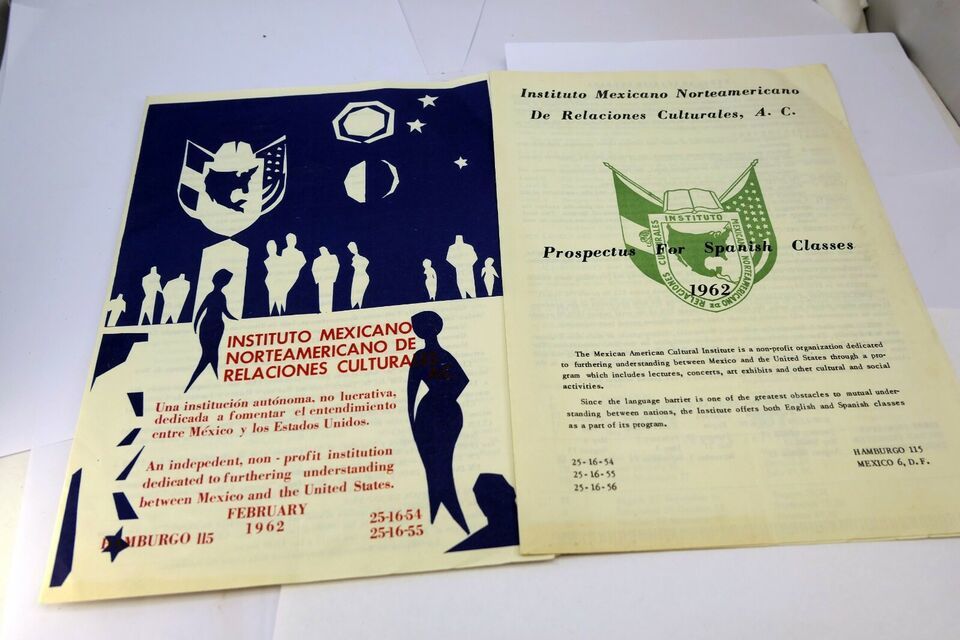 INSTITUTO MEXICANO
NORTEAMERICANO DE
RELACIONES CULTURALES
Una institución autónoma, no lucrativa,
dedicada a fomentar el entendimiento
entre México y los Estados Unidos.
An indepedent, non - profit institution
dedicated to furthering understanding
between Mexico and the United States.
FEBRUARY
1962
HAMBURGO 115
25-16-54
25-16-55
Instituto Mexicano Norteamericano
De Relaciones Culturales, A. C.
INSTITUTO
MEXICANO NORTEAMERICANO DE RELACIONES CULTURALES
Prospectus For Spanish Classes
1962
The Mexican American Cultural Institute is a non-profit organization dedicated
to furthering understanding between Mexico and the United States through a pro-
gram which includes lectures, concerts, art exhibits and other cultural and social
activities.
Since the language barrier is one of the greatest obstacles to mutual under-
standing between nations, the Institute offers both English and Spanish classes
as a part of its program.
25-16-54
25-16-55
25-16-56
HAMBURGO 115
MEXICO 6, D. F.